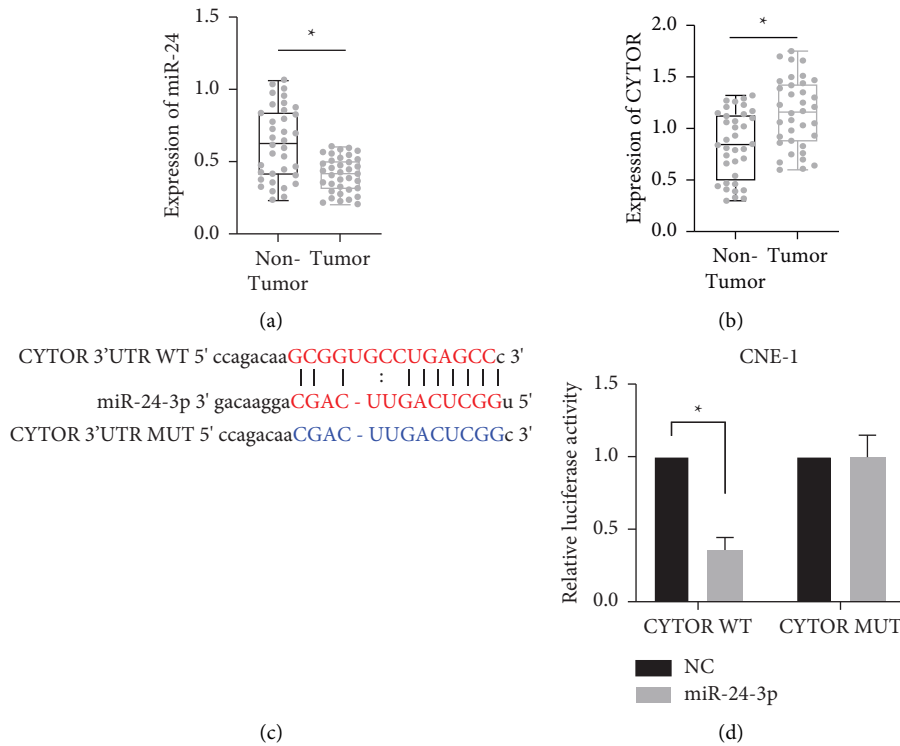 *
Expression of miR-24
1.5
1.0
0.5
0.0
Non-
Tumor
Tumor
(a)
*
Expression of CYTOR
2.0
1.5
1.0
0.5
0.0
Non-
Tumor
Tumor
(b)
CYTOR 3'UTR WT 5' ccagacaaGCGGUGCCUGAGCCc 3'
:
miR-24-3p 3' gacaaggaCGAC - UUGACUCGGu 5'
CYTOR 3'UTR MUT 5' ccagacaaCGAC - UUGACUCGGc 3'
(c)
CNE-1
*
Relative luciferase activity
1.5
1.0
0.5
0.0
CYTOR WT CYTOR MUT
NC
miR-24-3p
(d)